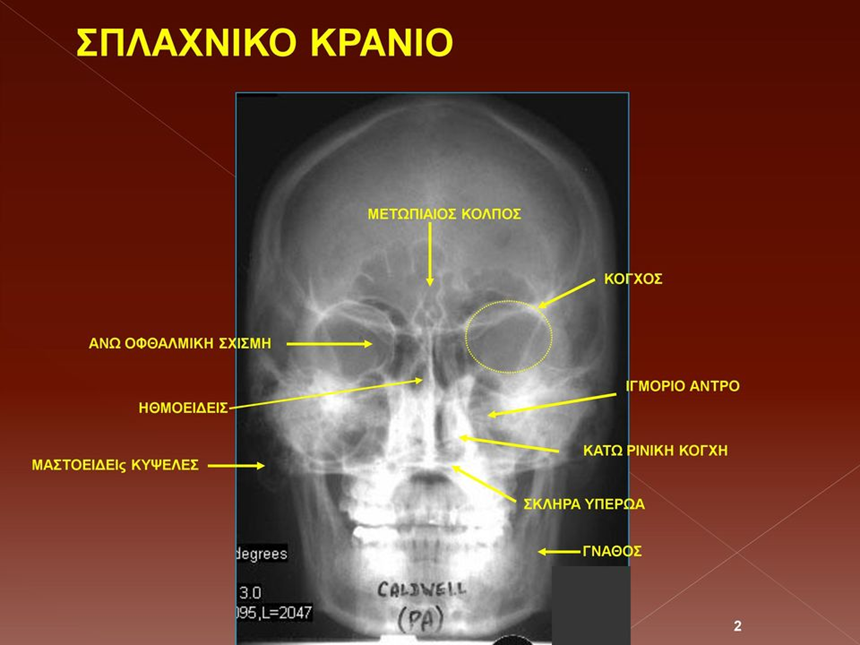 ΣΠΛΑΧΝΙΚΟ ΚΡΑΝΙΟ
ΜΕΤΩΠΙΑΙΟΣ ΚΟΛΠΟΣ
ΚΟΓΧΟΣ
ΑΝΩ ΟΦΘΑΛΜΙΚΗ ΣΧΙΣΜΗ
ΙΓΜΟΡΙΟ ΑΝΤΡΟ
ΗΘΜΟΕΙΔΕΙΣ
ΚΑΤΩ ΡΙΝΙΚΗ ΚΟΓΧΗ
ΜΑΣΤΟΕΙΔΕΙς ΚΥΨΕΛΕΣ
ΣΚΛΗΡΑ ΥΠΕΡΩΑ
ΓΝΑΘΟΣ
degrees
3.0
095,L=2047
CALDWELL
(PA)
2